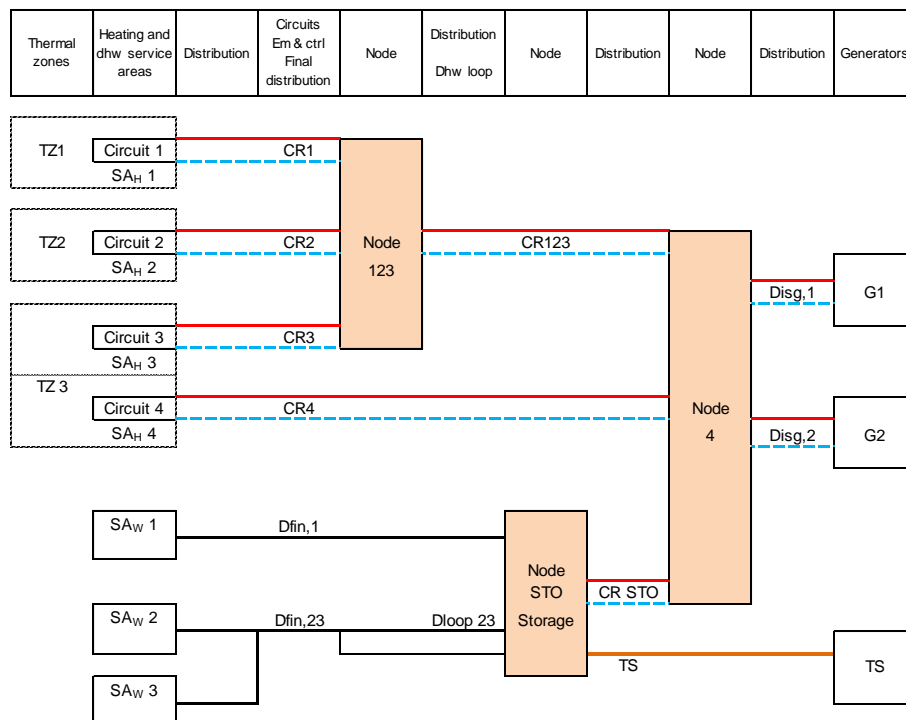 Thermal zones
Heating and dhw service areas
Distribution
Circuits Em & ctrl Final distribution
Node
Distribution Dhw loop
Node
Distribution
Node
Distribution
Generators
TZ1
Circuit 1
SAH 1
CR1
TZ2
Circuit 2
SAH 2
CR2
Node
123
CR123
Disg,1
G1
Circuit 3
SAH 3
CR3
TZ 3
Circuit 4
SAH 4
CR4
Node
4
Disg,2
G2
SAW 1
Dfin,1
Node
STO
Storage
CR STO
SAW 2
Dfin,23
Dloop 23
TS
TS
SAW 3